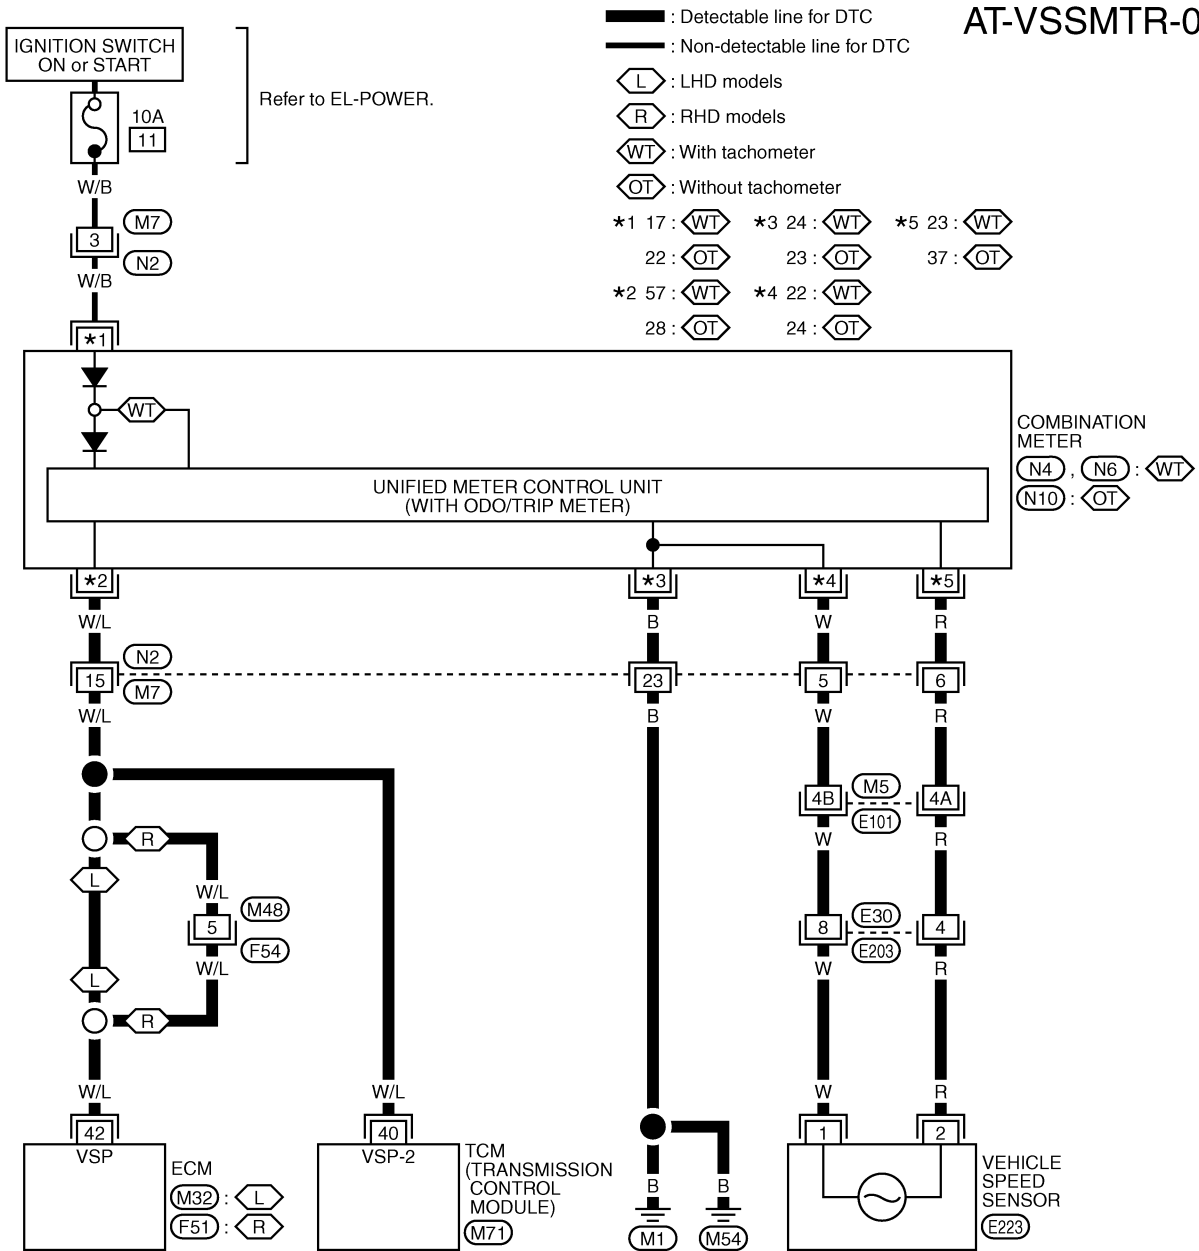 AT-VSSMTR-0
: Detectable line for DTC
: Non-detectable line for DTC
L : LHD models
R : RHD models
WT : With tachometer
OT : Without tachometer
*1 17 : WT *3 24 : WT *5 23 : WT
22 : OT 23 : OT 37 : OT
*2 57 : WT *4 22 : WT
28 : OT 24 : OT
IGNITION SWITCH
ON or START
Refer to EL-POWER.
10A
11
W/B
M7
3
N2
W/B
*1
WT
COMBINATION
METER
N4 , N6 : WT
N10 : OT
UNIFIED METER CONTROL UNIT
(WITH ODO/TRIP METER)
*2 *3 *4 *5
W/L B W R
N2
15 23 5 6
M7
W/L B W R
M5
4B 4A
E101
R W R
L
W/L
M48
5
F54
E30
8 4
E203
W/L W R
L
R
W/L W/L W R
42 40 1 2
VSP VSP-2
ECM
M32 : L
F51 : R
TCM
(TRANSMISSION
CONTROL
MODULE)
M71
B B
M1 M54
VEHICLE
SPEED
SENSOR
E223